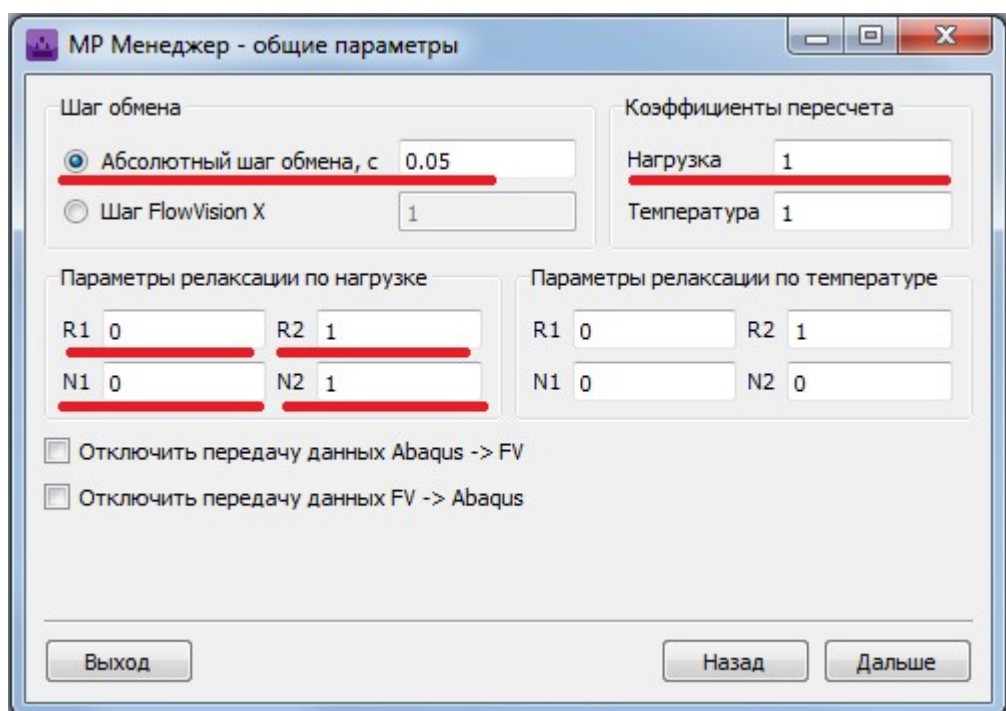 МР Менеджер - общие параметры
Шаг обмена
Абсолютный шаг обмена, с 0.05
Шаг FlowVision X 1
Коэффициенты пересчета
Нагрузка 1
Температура 1
Параметры релаксации по нагрузке
R1 0 R2 1
N1 0 N2 1
Параметры релаксации по температуре
R1 0 R2 1
N1 0 N2 0
Отключить передачу данных Abaqus -> FV
Отключить передачу данных FV -> Abaqus
Выход Назад Дальше